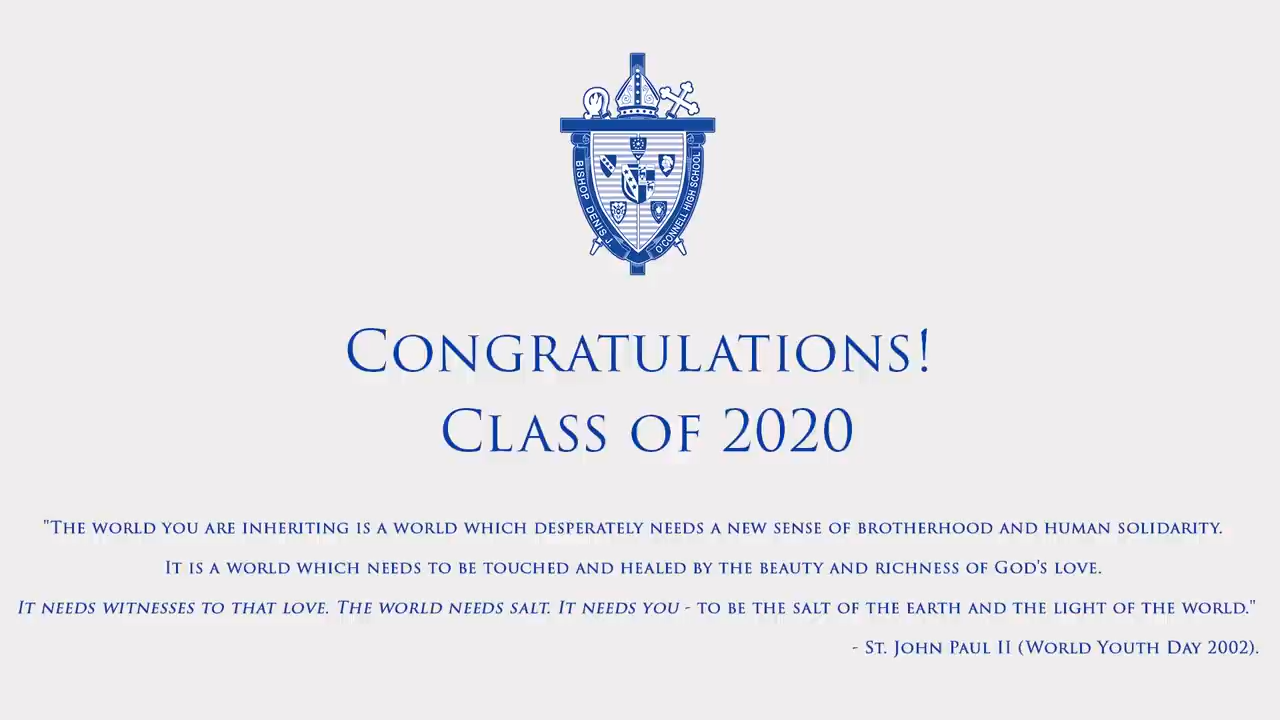 BISHOP DENIS J. O'CONNELL HIGH SCHOOL
Congratulations!
Class of 2020
"The world you are inheriting is a world which desperately needs a new sense of brotherhood and human solidarity.
It is a world which needs to be touched and healed by the beauty and richness of God's love.
It needs witnesses to that love. The world needs salt. It needs you - to be the salt of the earth and the light of the world."
- St. John Paul II (World Youth Day 2002).